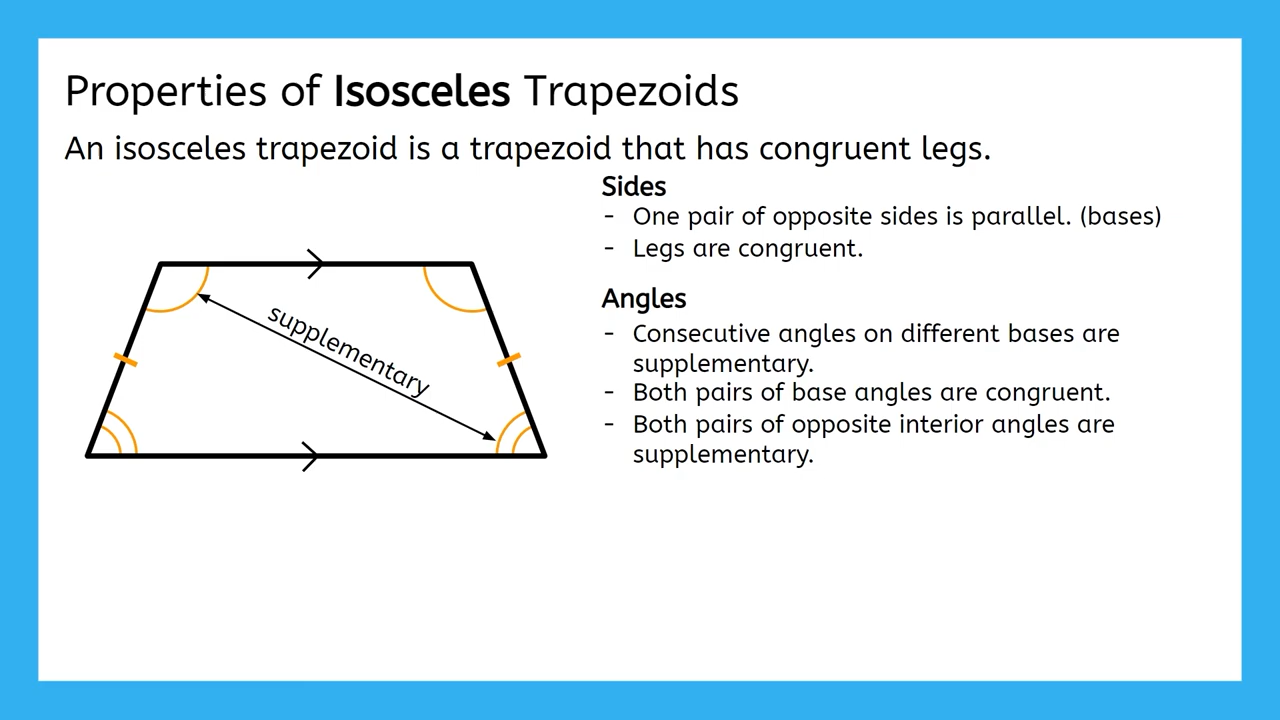 Properties of Isosceles Trapezoids
An isosceles trapezoid is a trapezoid that has congruent legs.
Sides
- One pair of opposite sides is parallel. (bases)
- Legs are congruent.
Angles
- Consecutive angles on different bases are
supplementary.
- Both pairs of base angles are congruent.
- Both pairs of opposite interior angles are
supplementary.
supplementary